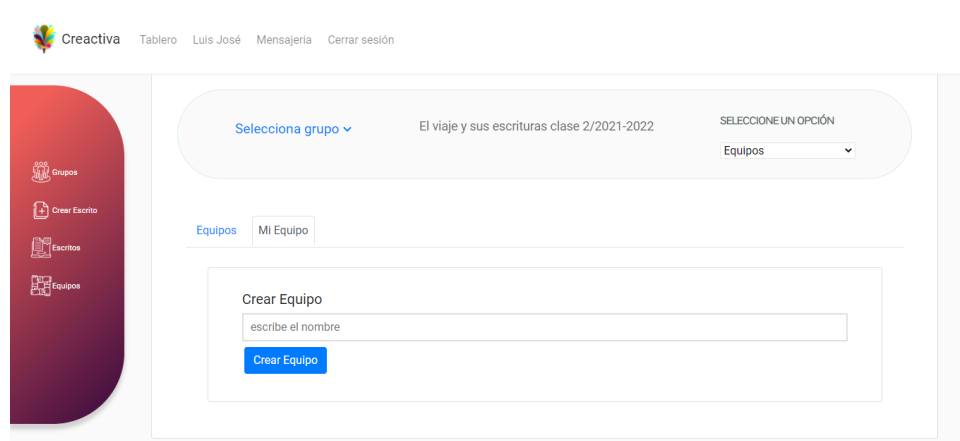 Creactiva Tablero Luis José Mensajeria Cerrar sesión
Selecciona grupo
El viaje y sus escrituras clase 2/2021-2022
SELECCIONE UN OPCIÓN
Equipos
Grupos
Crear Escrito
Escritos
Equipos
Equipos Mi Equipo
Crear Equipo
escribe el nombre
Crear Equipo